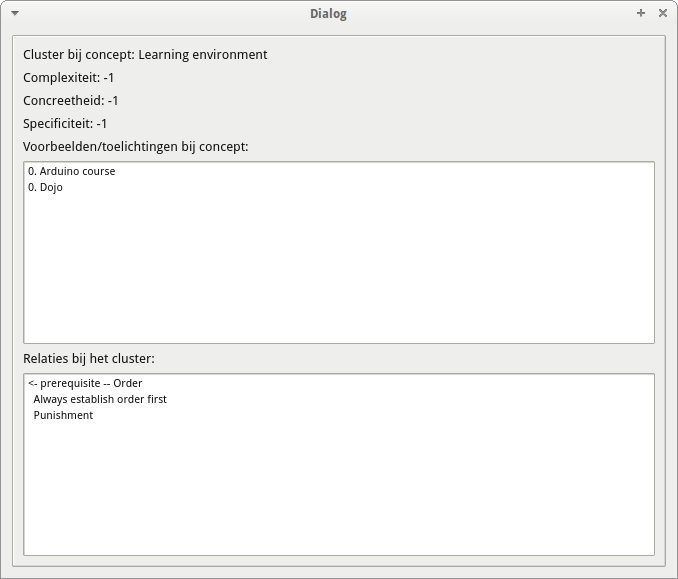 Dialog
Cluster bij concept: Learning environment
Complexiteit: -1
Concreetheid: -1
Specificiteit: -1
Voorbeelden/toelichtingen bij concept:
0. Arduino course
0. Dojo
Relaties bij het cluster:
<- prerequisite -- Order
Always establish order first
Punishment